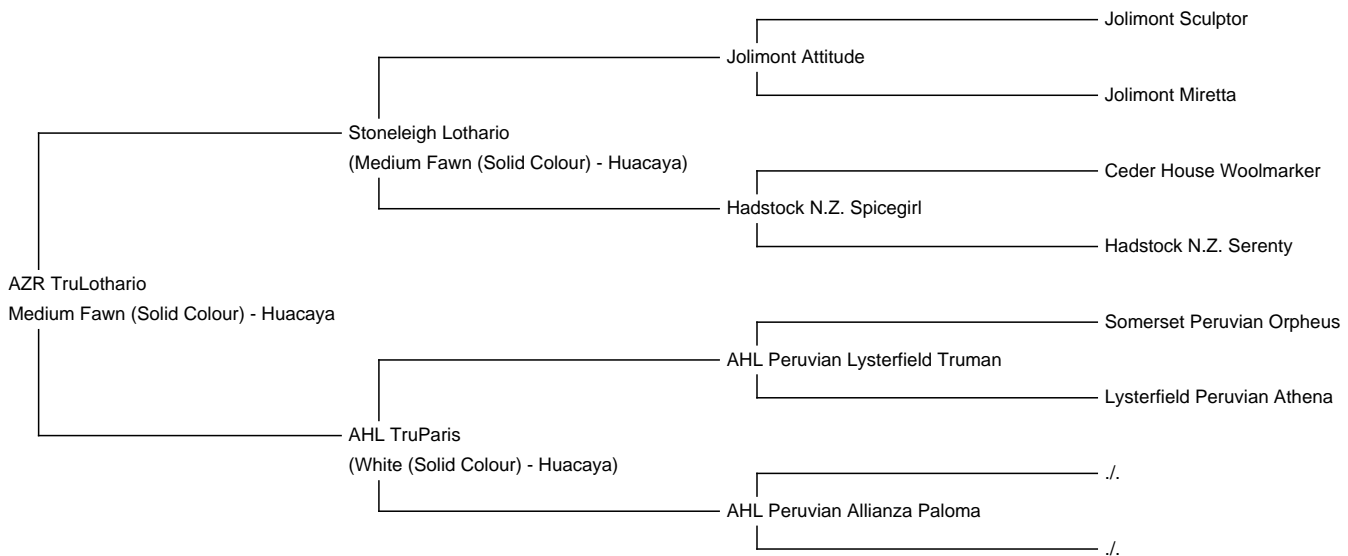 Jolimont Sculptor
Jolimont Attitude
Jolimont Miretta
Stoneleigh Lothario
(Medium Fawn (Solid Colour) - Huacaya)
Ceder House Woolmarker
Hadstock N.Z. Spicegirl
Hadstock N.Z. Serenty
AZR TruLothario
Medium Fawn (Solid Colour) - Huacaya
Somerset Peruvian Orpheus
AHL Peruvian Lysterfield Truman
Lysterfield Peruvian Athena
AHL TruParis
(White (Solid Colour) - Huacaya)
./.
AHL Peruvian Allianza Paloma
./.